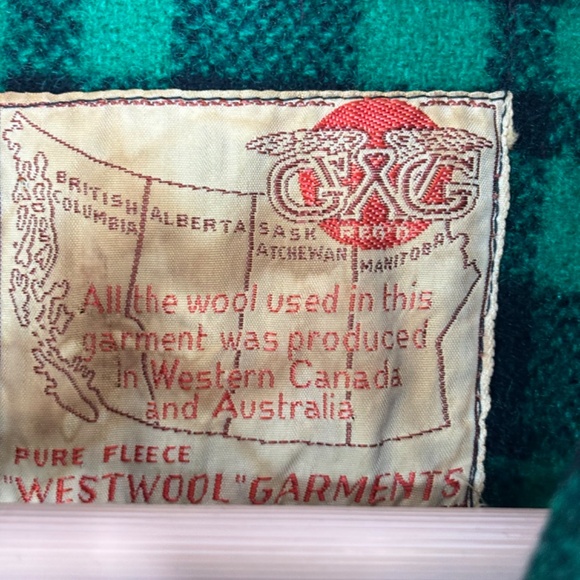 GWG
REG'D
BRITISH
COLUMBIA
ALBERTA
SASK
ATCHEWAN
MANITOBA
All the wool used in this
garment was produced
in Western Canada
and Australia
PURE FLEECE
"WESTWOOL" GARMENTS